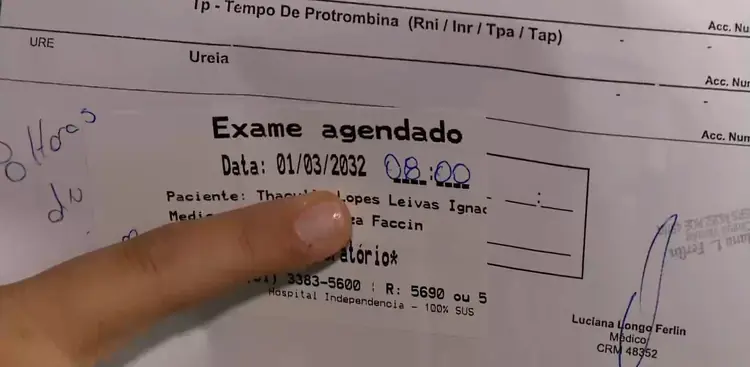 Tp - Tempo De Protrombina (Rni / Inr / Tpa / Tap)
Acc. Nu
URE
Ureia
Acc. Nu
Acc. Num
Horas
Exame agendado
Data: 01/03/2032 08:00
Paciente: Lopes Leivas Ignac
Faccin
3383-5600 | R: 5690 ou 5
Hospital Independencia - 100% SUS
Luciana Longo Ferlin
Médico
CRM 48352